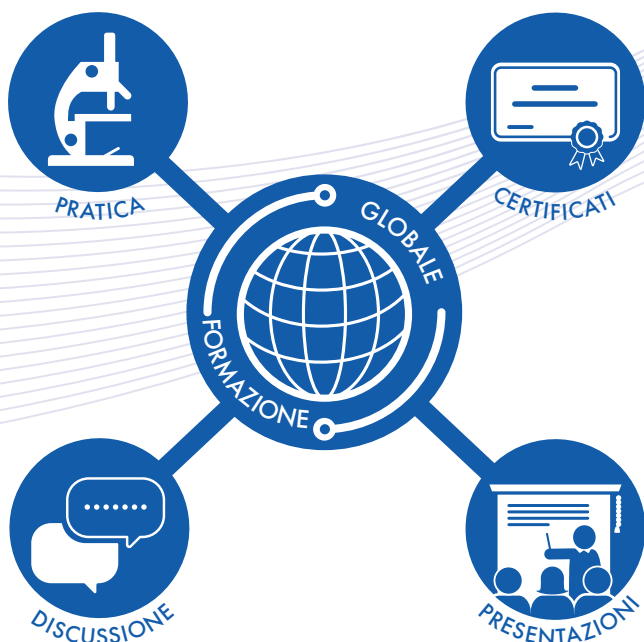 PRATICA
CERTIFICATI
GLOBALE
FORMAZIONE
DISCUSSIONE
PRESENTAZIONI